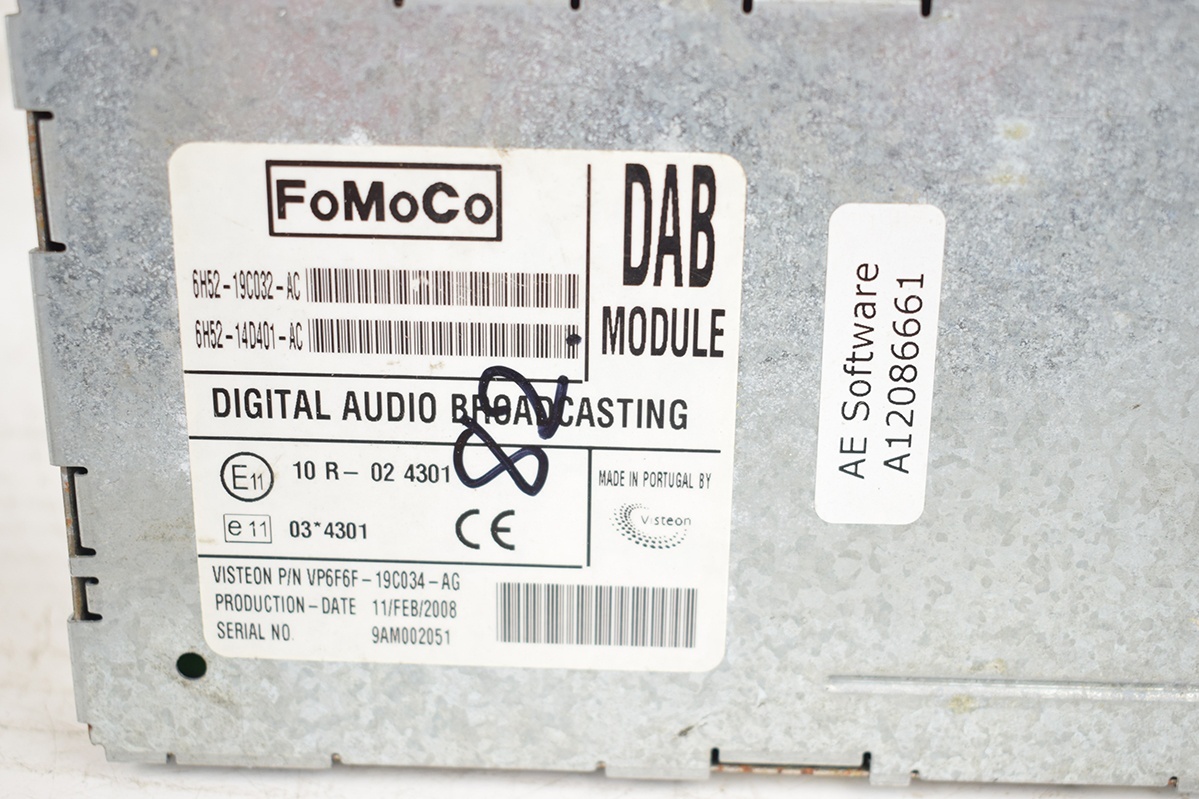 FoMoCo
6H52-19C032-AC
6H52-14D401-AC
DAB
MODULE
DIGITAL AUDIO BROADCASTING
82
E11
10 R-02 4301
e 11
03*4301
CE
MADE IN PORTUGAL BY
Visteon
VISTEON P/N VP6F6F-19C034-AG
PRODUCTION-DATE 11/FEB/2008
SERIAL NO. 9AM002051
AE Software
A12086661